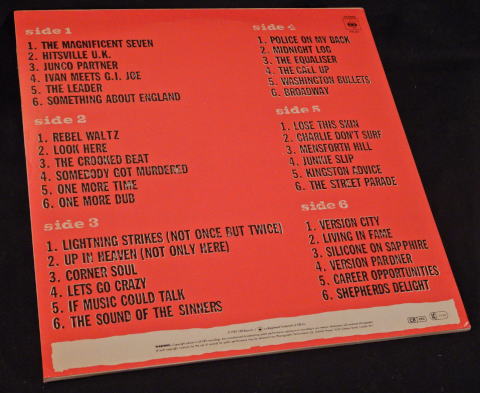 side 1
1. THE MAGNIFICENT SEVEN
2. HITSVILLE U.K.
3. JUNCO PARTNER
4. IVAN MEETS G.I. JOE
5. THE LEADER
6. SOMETHING ABOUT ENGLAND
side 2
1. REBEL WALTZ
2. LOOK HERE
3. THE CROOKED BEAT
4. SOMEBODY GOT MURDERED
5. ONE MORE TIME
6. ONE MORE DUB
side 3
1. LIGHTNING STRIKES (NOT ONCE BUT TWICE)
2. UP IN HEAVEN (NOT ONLY HERE)
3. CORNER SOUL
4. LETS GO CRAZY
5. IF MUSIC COULD TALK
6. THE SOUND OF THE SINNERS
side 4
1. POLICE ON MY BACK
2. MIDNIGHT LOG
3. THE EQUALISER
4. THE CALL UP
5. WASHINGTON BULLETS
6. BROADWAY
side 5
1. LOSE THIS SKIN
2. CHARLIE DON'T SURF
3. MENSFORTH HILL
4. JUNKIE SLIP
5. KINGSTON ADVICE
6. THE STREET PARADE
side 6
1. VERSION CITY
2. LIVING IN FAME
3. SILICONE ON SAPPHIRE
4. VERSION PARDNER
5. CAREER OPPORTUNITIES
6. SHEPHERDS DELIGHT
WARNING: